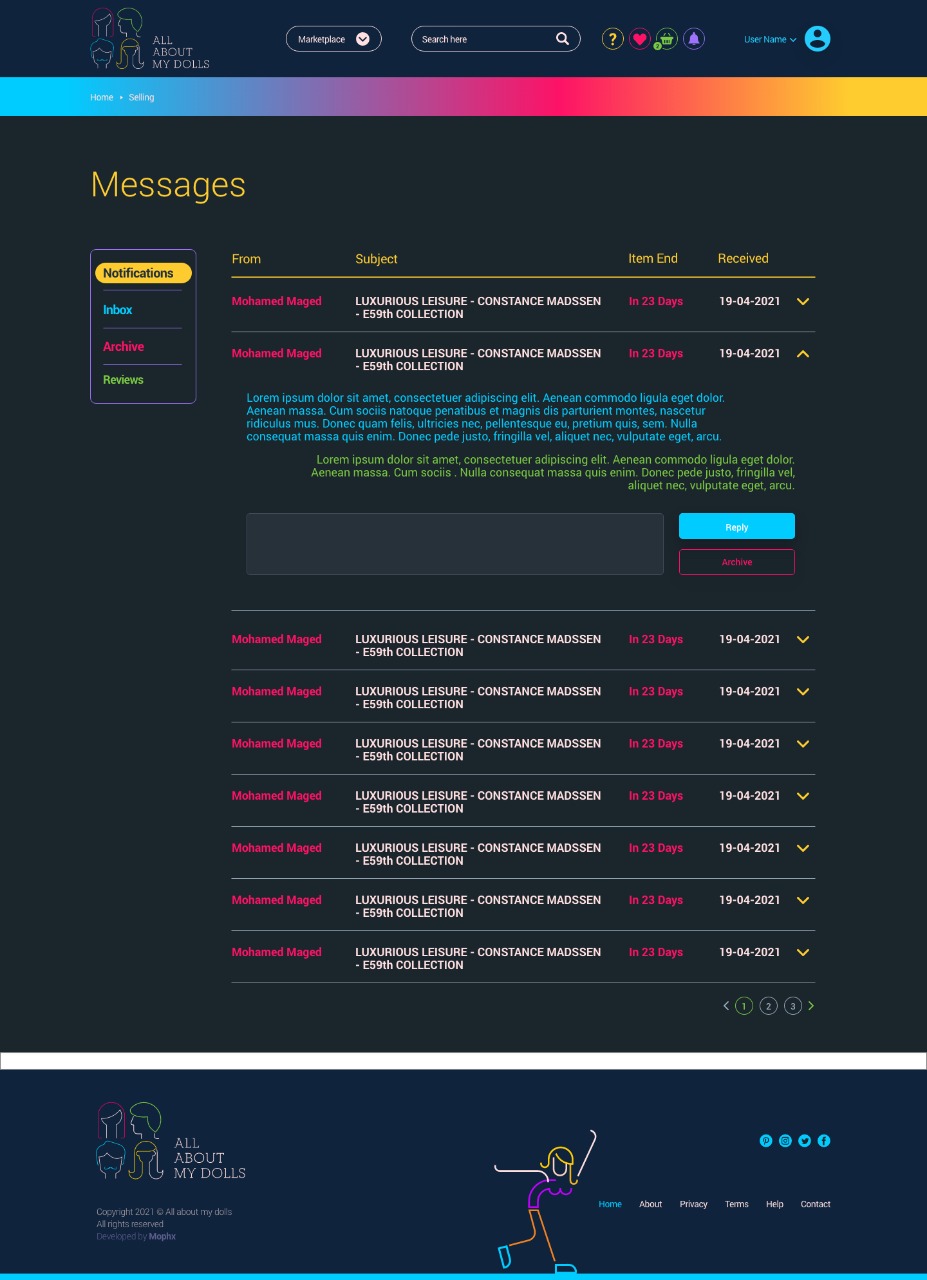 ALL
ABOUT
MY DOLLS
Marketplace
Search here
?
2
User Name
Home • Selling
Messages
Notifications
Inbox
Archive
Reviews
From Subject Item End Received
Mohamed Maged LUXURIOUS LEISURE - CONSTANCE MADSSEN In 23 Days 19-04-2021
- E59th COLLECTION
Mohamed Maged LUXURIOUS LEISURE - CONSTANCE MADSSEN In 23 Days 19-04-2021
- E59th COLLECTION
Lorem ipsum dolor sit amet, consectetuer adipiscing elit. Aenean commodo ligula eget dolor.
Aenean massa. Cum sociis natoque penatibus et magnis dis parturient montes, nascetur
ridiculus mus. Donec quam felis, ultricies nec, pellentesque eu, pretium quis, sem. Nulla
consequat massa quis enim. Donec pede justo, fringilla vel, aliquet nec, vulputate eget, arcu.
Lorem ipsum dolor sit amet, consectetuer adipiscing elit. Aenean commodo ligula eget dolor.
Aenean massa. Cum sociis . Nulla consequat massa quis enim. Donec pede justo, fringilla vel,
aliquet nec, vulputate eget, arcu.
Reply
Archive
Mohamed Maged LUXURIOUS LEISURE - CONSTANCE MADSSEN In 23 Days 19-04-2021
- E59th COLLECTION
Mohamed Maged LUXURIOUS LEISURE - CONSTANCE MADSSEN In 23 Days 19-04-2021
- E59th COLLECTION
Mohamed Maged LUXURIOUS LEISURE - CONSTANCE MADSSEN In 23 Days 19-04-2021
- E59th COLLECTION
Mohamed Maged LUXURIOUS LEISURE - CONSTANCE MADSSEN In 23 Days 19-04-2021
- E59th COLLECTION
Mohamed Maged LUXURIOUS LEISURE - CONSTANCE MADSSEN In 23 Days 19-04-2021
- E59th COLLECTION
Mohamed Maged LUXURIOUS LEISURE - CONSTANCE MADSSEN In 23 Days 19-04-2021
- E59th COLLECTION
Mohamed Maged LUXURIOUS LEISURE - CONSTANCE MADSSEN In 23 Days 19-04-2021
- E59th COLLECTION
1 2 3
ALL
ABOUT
MY DOLLS
Home About Privacy Terms Help Contact
Copyright 2021 © All about my dolls
All rights reserved
Developed by Mophx